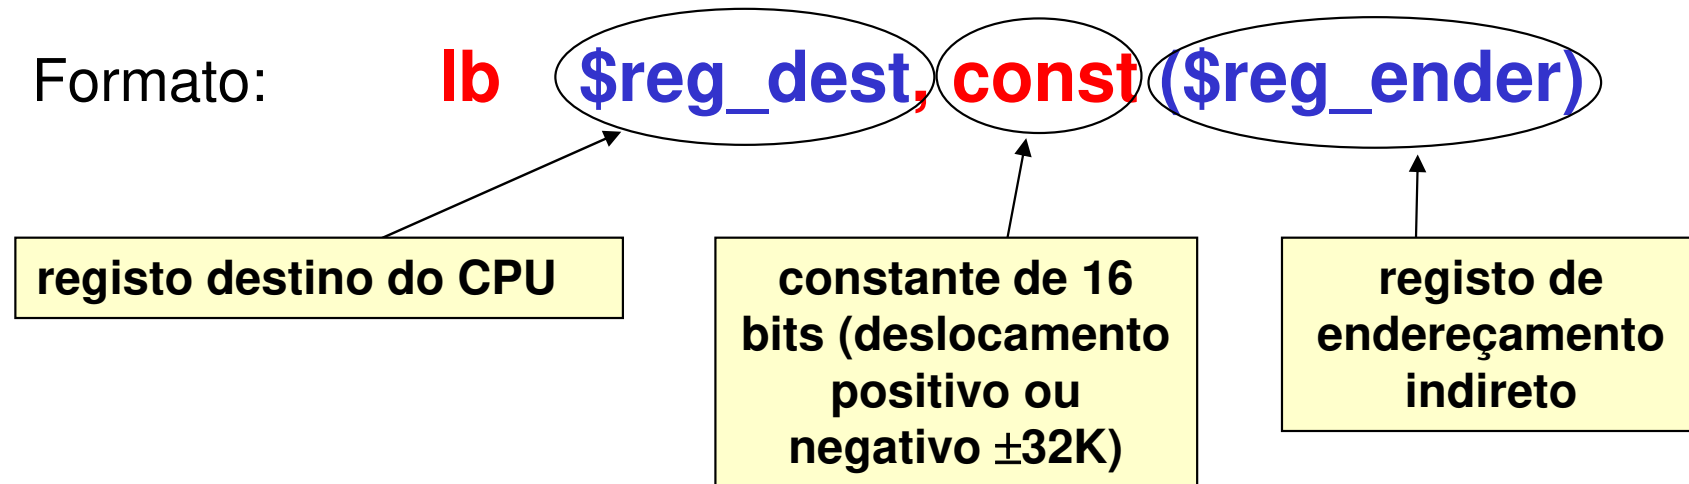 Formato: lb $reg_dest, const ($reg_ender)
registo destino do CPU
constante de 16
bits (deslocamento
positivo ou
negativo ±32K)
registo de
endereçamento
indireto